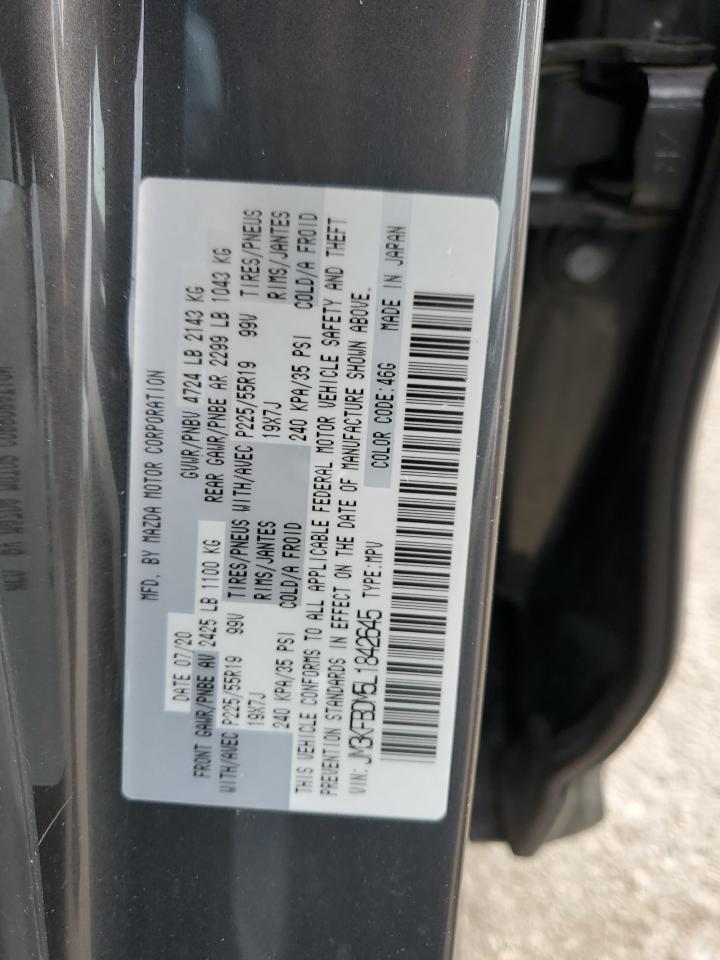 MFD. BY MAZDA MOTOR CORPORATION
DATE 07/20 GVWR/PNBV 4724 LB 2143 KG
FRONT GAWR/PNBE AV 2425 LB 1100 KG REAR GAWR/PNBE AR 2299 LB 1043 KG
WITH/AVEC P225/55R19 99V TIRES/PNEUS WITH/AVEC P225/55R19 99V TIRES/PNEUS
19X7J RIMS/JANTES 19X7J RIMS/JANTES
240 KPA/35 PSI COLD/A FROID 240 KPA/35 PSI COLD/A FROID
THIS VEHICLE CONFORMS TO ALL APPLICABLE FEDERAL MOTOR VEHICLE SAFETY AND THEFT
PREVENTION STANDARDS IN EFFECT ON THE DATE OF MANUFACTURE SHOWN ABOVE.
VIN: JM3KFBDM5L1842645 TYPE:MPV COLOR CODE:46G MADE IN JAPAN